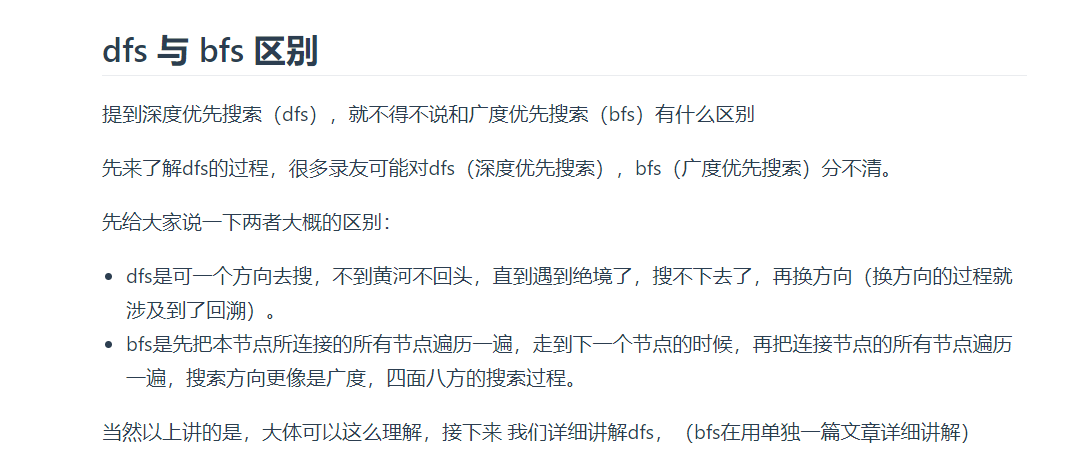 dfs 与 bfs 区别
提到深度优先搜索（dfs），就不得不说和广度优先搜索（bfs）有什么区别
先来了解dfs的过程，很多录友可能对dfs（深度优先搜索），bfs（广度优先搜索）分不清。
先给大家说一下两者大概的区别：
• dfs是可一个方向去搜，不到黄河不回头，直到遇到绝境了，搜不下去了，再换方向（换方向的过程就
涉及到了回溯）。
• bfs是先把本节点所连接的所有节点遍历一遍，走到下一个节点的时候，再把连接节点的所有节点遍历
一遍，搜索方向更像是广度，四面八方的搜索过程。
当然以上讲的是，大体可以这么理解，接下来 我们详细讲解dfs，（bfs在用单独一篇文章详细讲解）